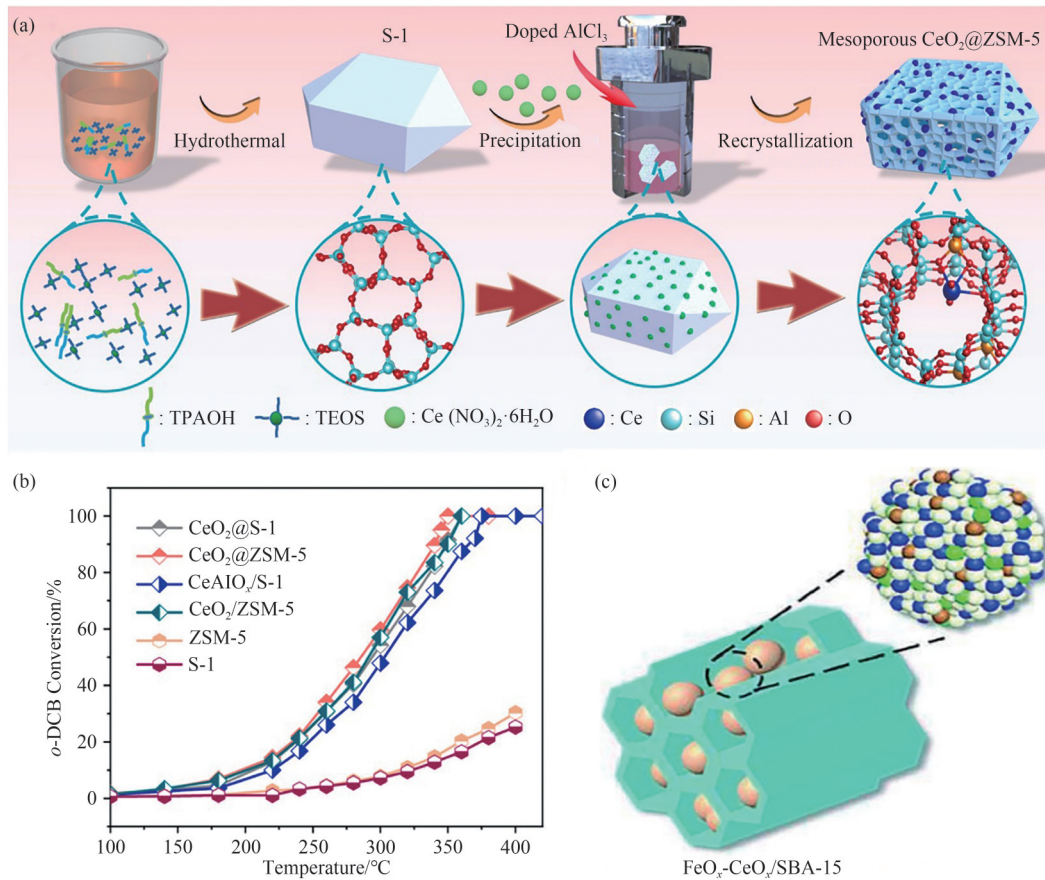 (a)
S-1
Doped AlCl₃
Mesoporous CeO₂@ZSM-5
Hydrothermal
Precipitation
Recrystallization
: TPAOH : TEOS : Ce (NO₃)₂·6H₂O : Ce : Si : Al : O
(b)
(c)
o-DCB Conversion/%
100
80
60
40
20
0
CeO₂@S-1
CeO₂@ZSM-5
CeAlOₓ/S-1
CeO₂/ZSM-5
ZSM-5
S-1
100 150 200 250 300 350 400
Temperature/°C
FeOₓ-CeOₓ/SBA-15